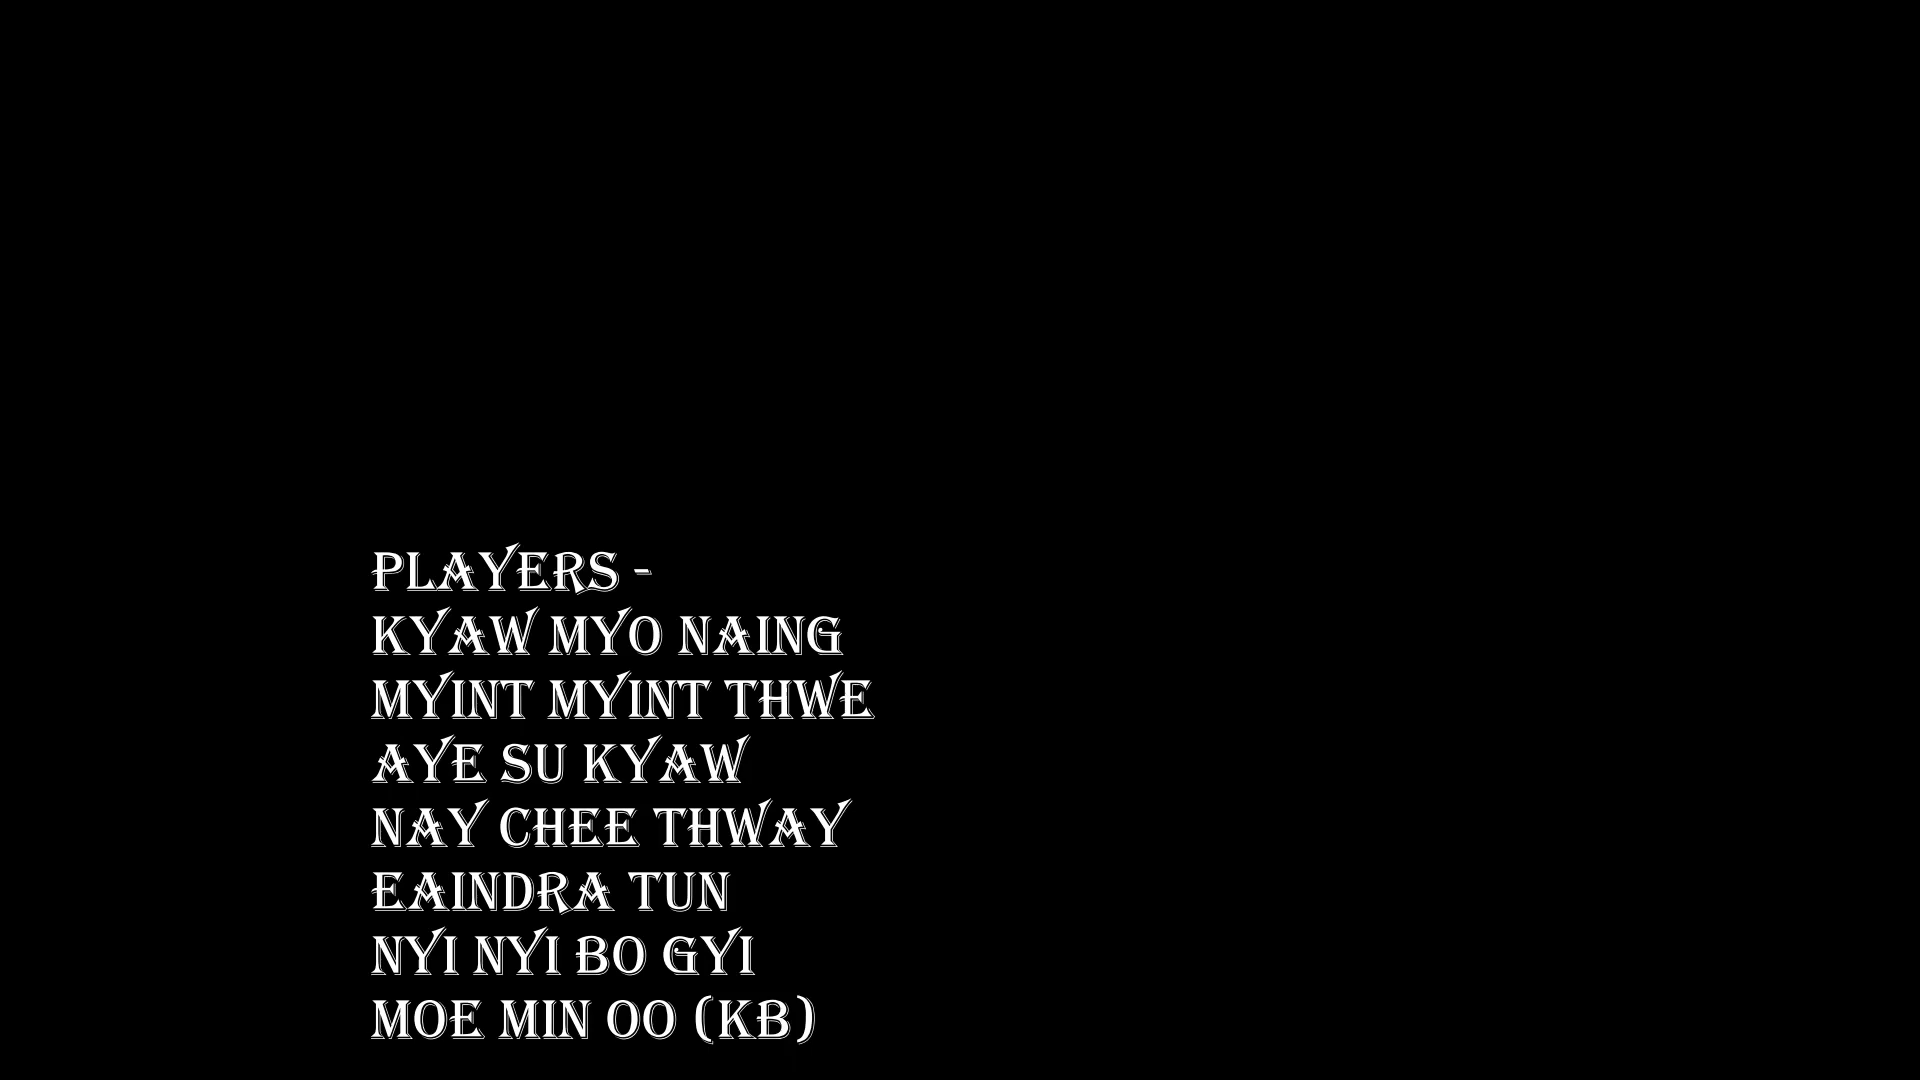 PLAYERS -
KYAW MYO NAING
MYINT MYINT THWE
AYE SU KYAW
NAY CHEE THWAY
EAINDRA TUN
NYI NYI BO GYI
MOE MIN OO (KB)